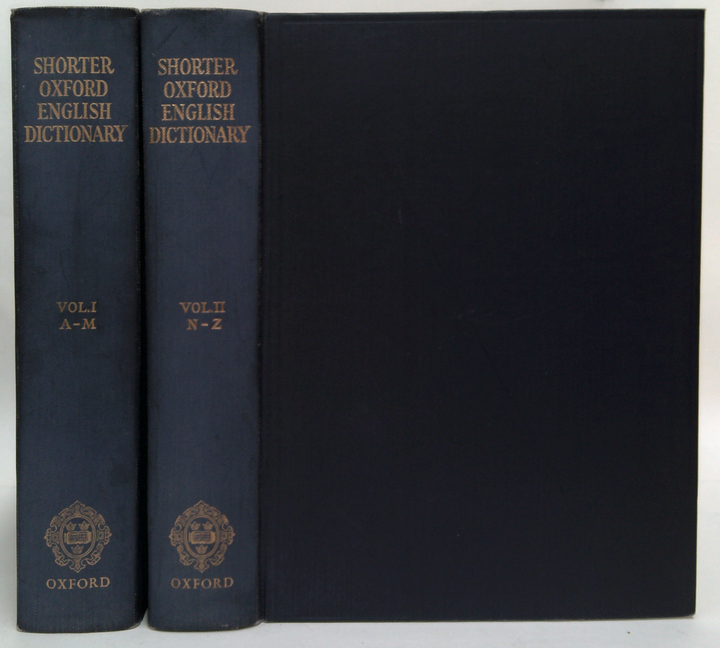 SHORTER
OXFORD
ENGLISH
DICTIONARY
VOL.I
A-M
OXFORD
SHORTER
OXFORD
ENGLISH
DICTIONARY
VOL.II
N-Z
OXFORD